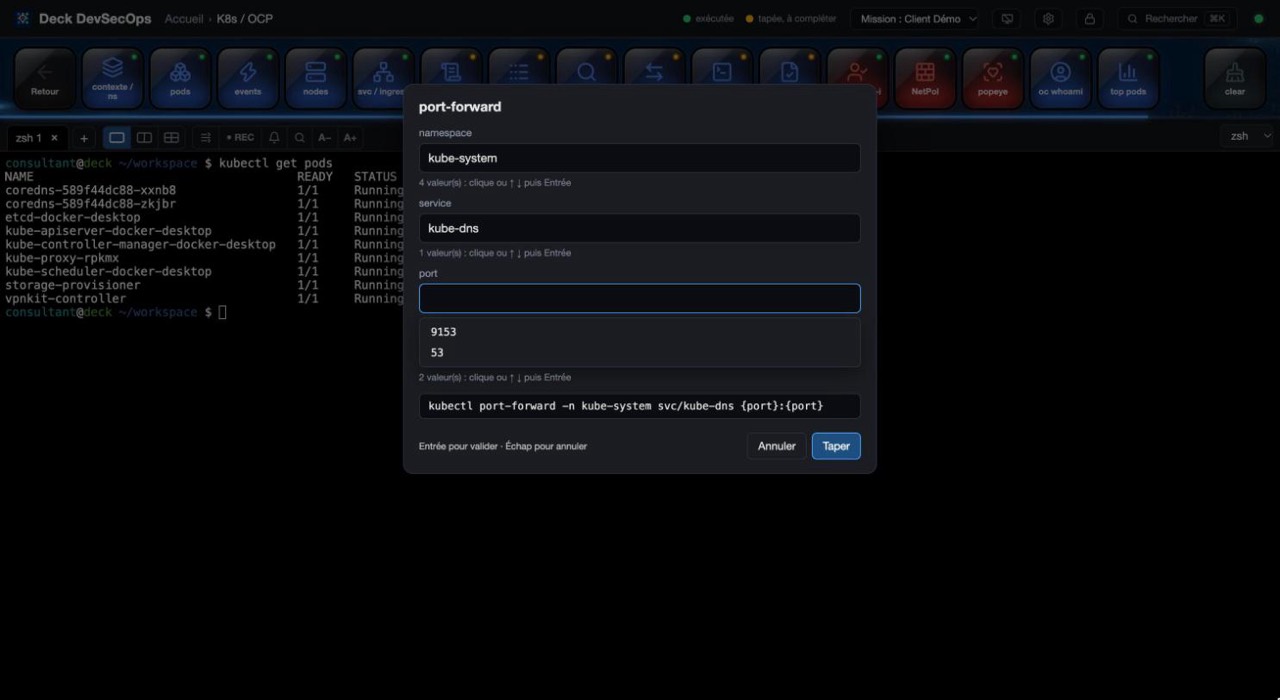 Deck DevSecOps Accueil › K8s / OCP
exécutée tapée, à compléter Mission : Client Démo Rechercher ⌘K
Retour
contexte / ns
pods
events
nodes
svc / ingres
NetPol
popeye
oc whoami
top pods
clear
zsh 1 × + • REC A− A+ zsh
consultant@deck ~/workspace $ kubectl get pods
NAME READY STATUS
coredns-589f44dc88-xxnb8 1/1 Running
coredns-589f44dc88-zkjbr 1/1 Running
etcd-docker-desktop 1/1 Running
kube-apiserver-docker-desktop 1/1 Running
kube-controller-manager-docker-desktop 1/1 Running
kube-proxy-rpkmx 1/1 Running
kube-scheduler-docker-desktop 1/1 Running
storage-provisioner 1/1 Running
vpnkit-controller 1/1 Running
consultant@deck ~/workspace $
port-forward
namespace
kube-system
4 valeur(s) : clique ou ↑ ↓ puis Entrée
service
kube-dns
1 valeur(s) : clique ou ↑ ↓ puis Entrée
port
9153
53
2 valeur(s) : clique ou ↑ ↓ puis Entrée
kubectl port-forward -n kube-system svc/kube-dns {port}:{port}
Entrée pour valider · Échap pour annuler Annuler Taper